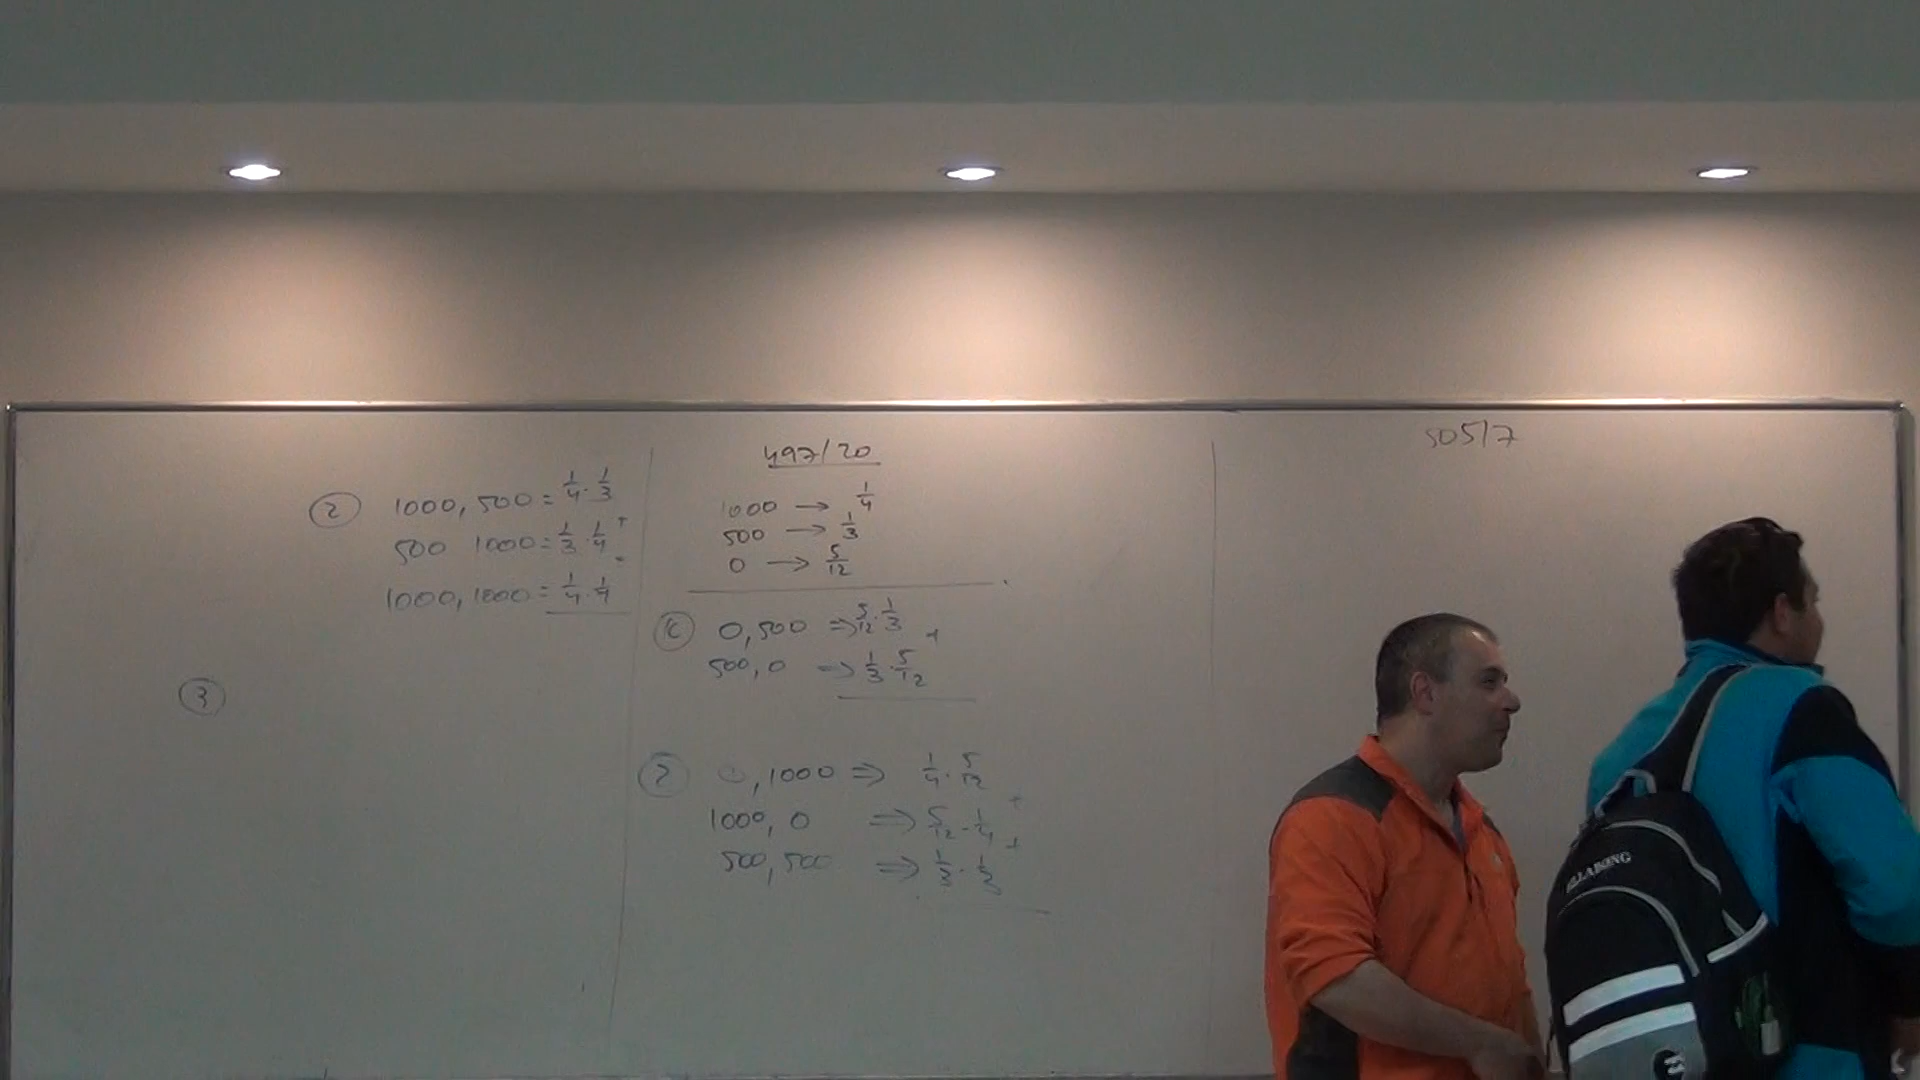 ② 1000, 500 = 1/4 · 1/3
+
500 1000 = 1/3 · 1/4
1000, 1000 = 1/4 · 1/4
③
497/20
1000 → 1/4
500 → 1/3
0 → 5/12
0, 500 ⇒ 5/12 · 1/3
+
500, 0 ⇒ 1/3 · 5/12
, 1000 ⇒ 1/4 · 5/12
+
1000, 0 ⇒ 5/12 · 1/4
+
500, 500 ⇒ 1/3 · 1/3
505/7